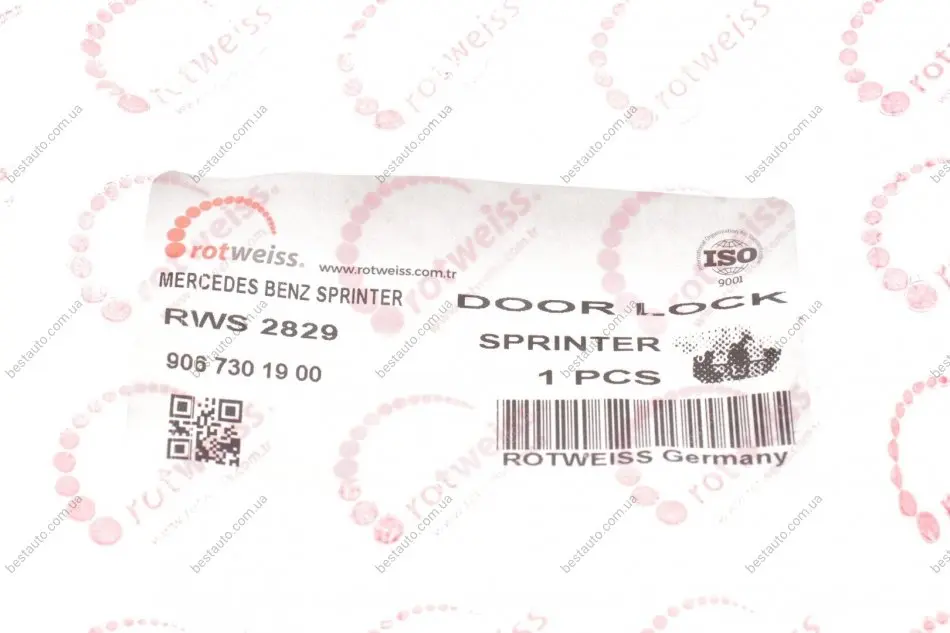 rotweiss.
www.rotweiss.com.tr
MERCEDES BENZ SPRINTER
RWS 2829
906 730 19 00
ISO
9001
DOOR LOCK
SPRINTER
1 PCS
ROTWEISS Germany
bestauto.com.ua